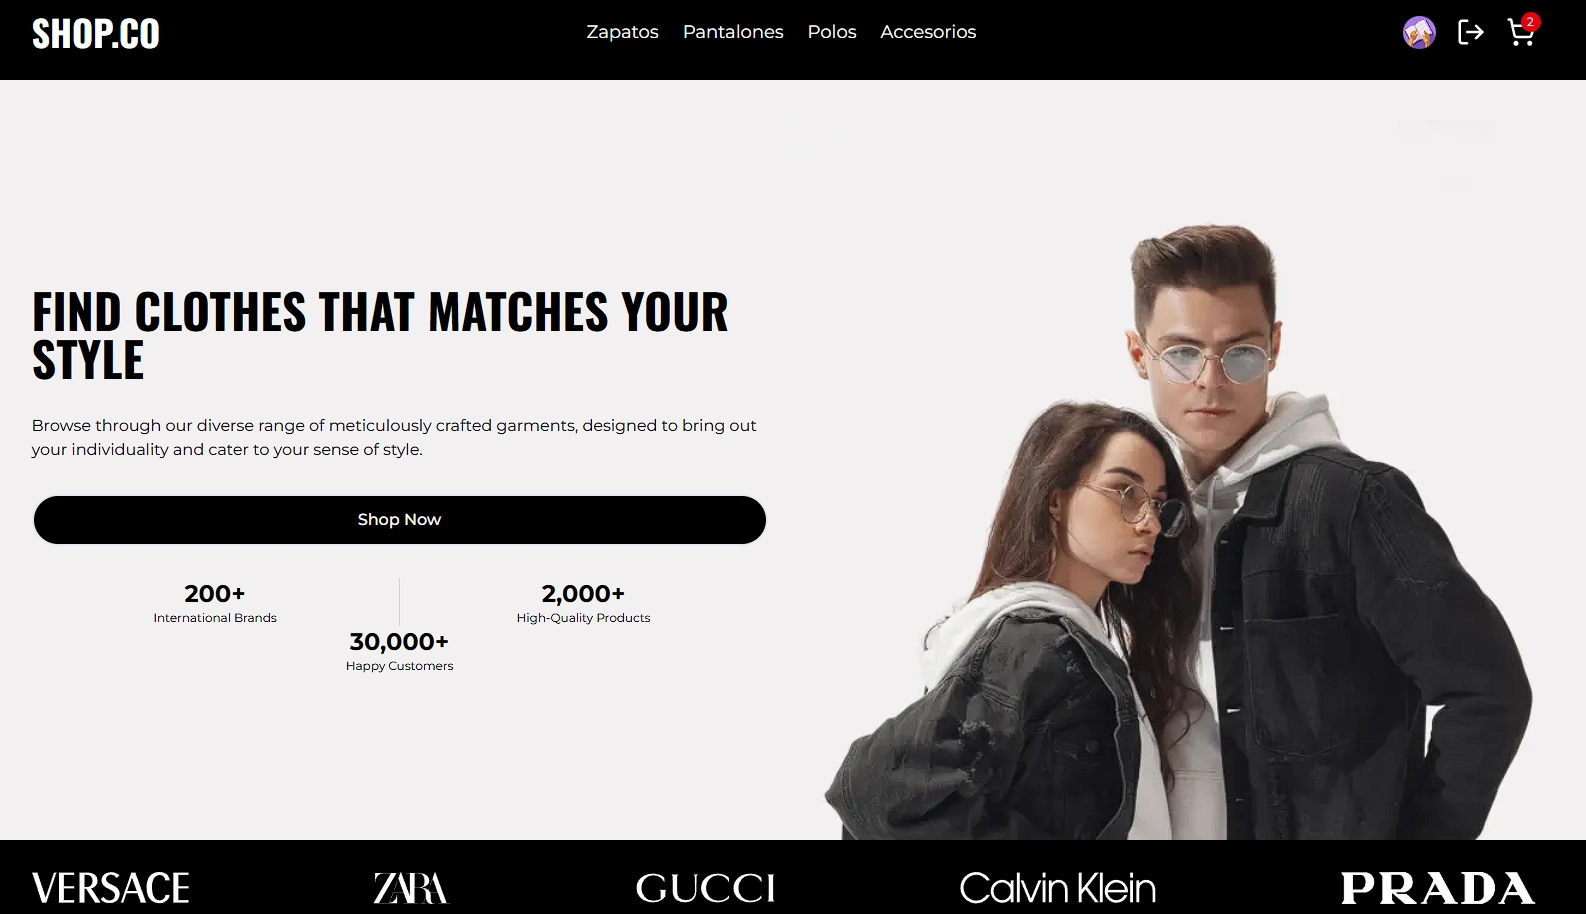 SHOP.CO
Zapatos Pantalones Polos Accesorios
2
FIND CLOTHES THAT MATCHES YOUR
STYLE
Browse through our diverse range of meticulously crafted garments, designed to bring out
your individuality and cater to your sense of style.
Shop Now
200+
International Brands
2,000+
High-Quality Products
30,000+
Happy Customers
VERSACE ZARA GUCCI Calvin Klein PRADA